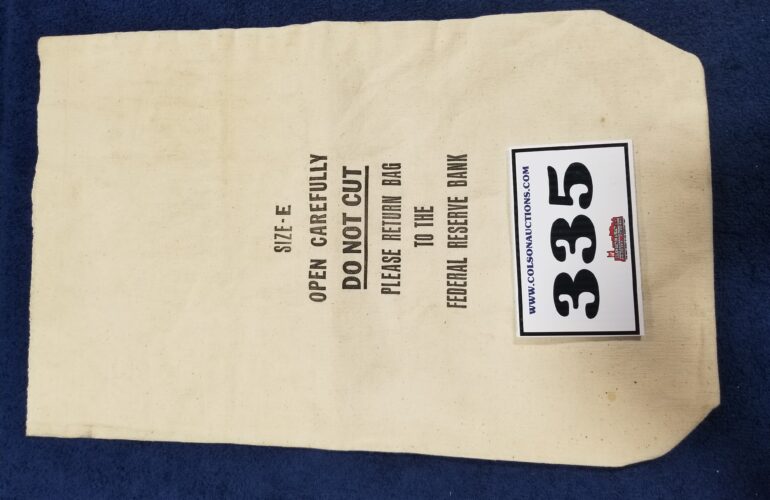 SIZE-E
OPEN CAREFULLY
DO NOT CUT
PLEASE RETURN BAG
TO THE
FEDERAL RESERVE BANK
WWW.COLSONAUCTIONS.COM
335